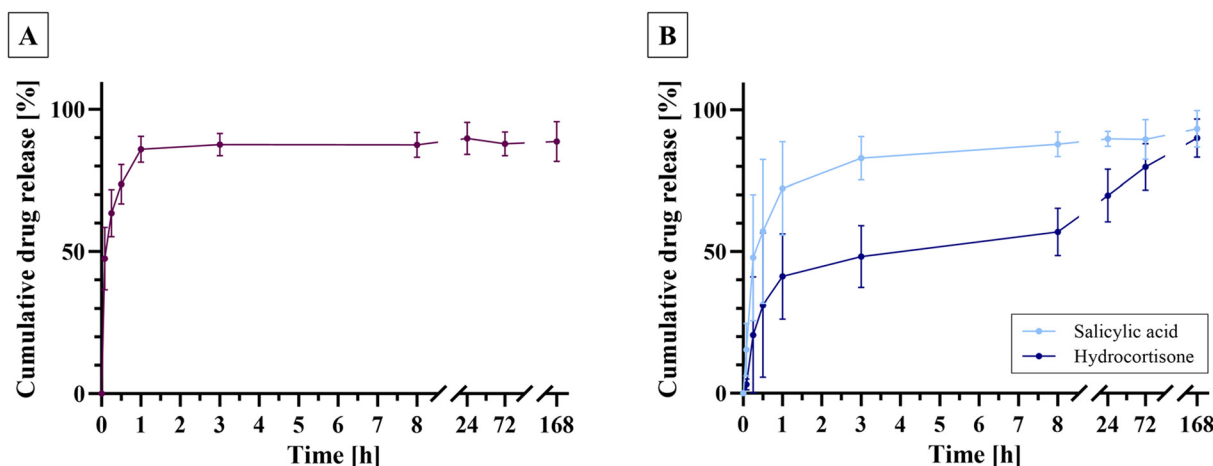 A
Cumulative drug release [%]
100
50
0
0 1 2 3 4 5 6 7 8 24 72 168
Time [h]
B
Cumulative drug release [%]
100
50
0
0 1 2 3 4 5 6 7 8 24 72 168
Time [h]
Salicylic acid
Hydrocortisone